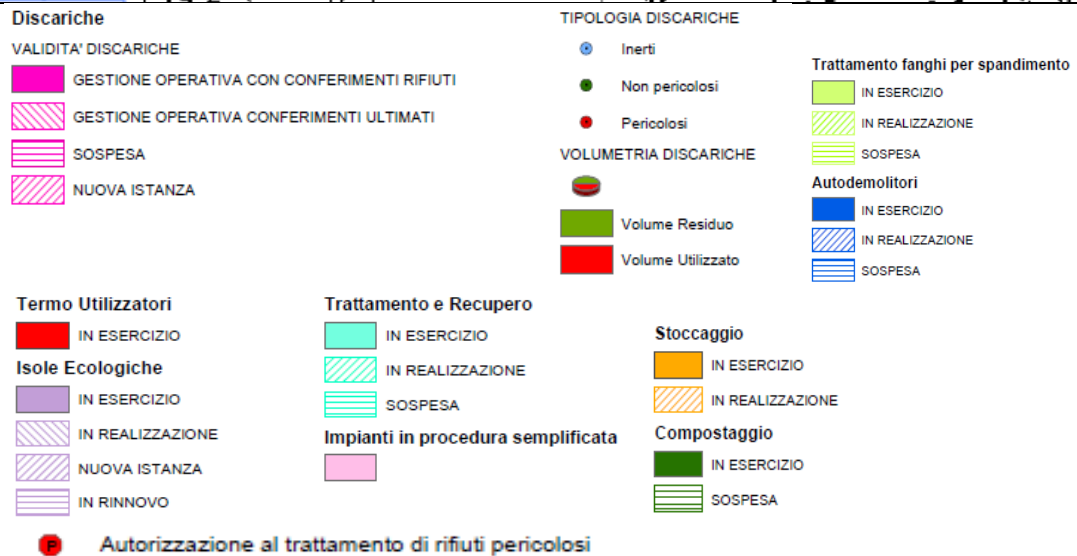 Discariche
VALIDITA' DISCARICHE
GESTIONE OPERATIVA CON CONFERIMENTI RIFIUTI
GESTIONE OPERATIVA CONFERIMENTI ULTIMATI
SOSPESA
NUOVA ISTANZA
TIPOLOGIA DISCARICHE
Inerti
Non pericolosi
Pericolosi
VOLUMETRIA DISCARICHE
Volume Residuo
Volume Utilizzato
Trattamento fanghi per spandimento
IN ESERCIZIO
IN REALIZZAZIONE
SOSPESA
Autodemolitori
IN ESERCIZIO
IN REALIZZAZIONE
SOSPESA
Termo Utilizzatori
IN ESERCIZIO
Isole Ecologiche
IN ESERCIZIO
IN REALIZZAZIONE
NUOVA ISTANZA
IN RINNOVO
Trattamento e Recupero
IN ESERCIZIO
IN REALIZZAZIONE
SOSPESA
Impianti in procedura semplificata
Stoccaggio
IN ESERCIZIO
IN REALIZZAZIONE
Compostaggio
IN ESERCIZIO
SOSPESA
P Autorizzazione al trattamento di rifiuti pericolosi